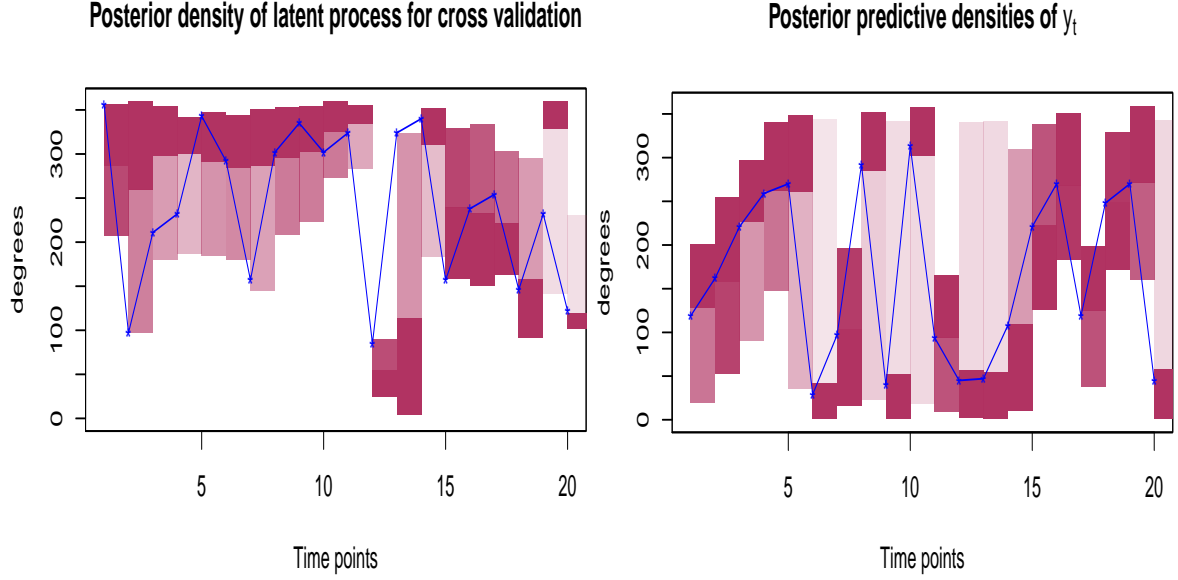 Posterior density of latent process for cross validation
degrees
0
100
200
300
5
10
15
20
Time points
Posterior predictive densities of yt
degrees
0
100
200
300
5
10
15
20
Time points